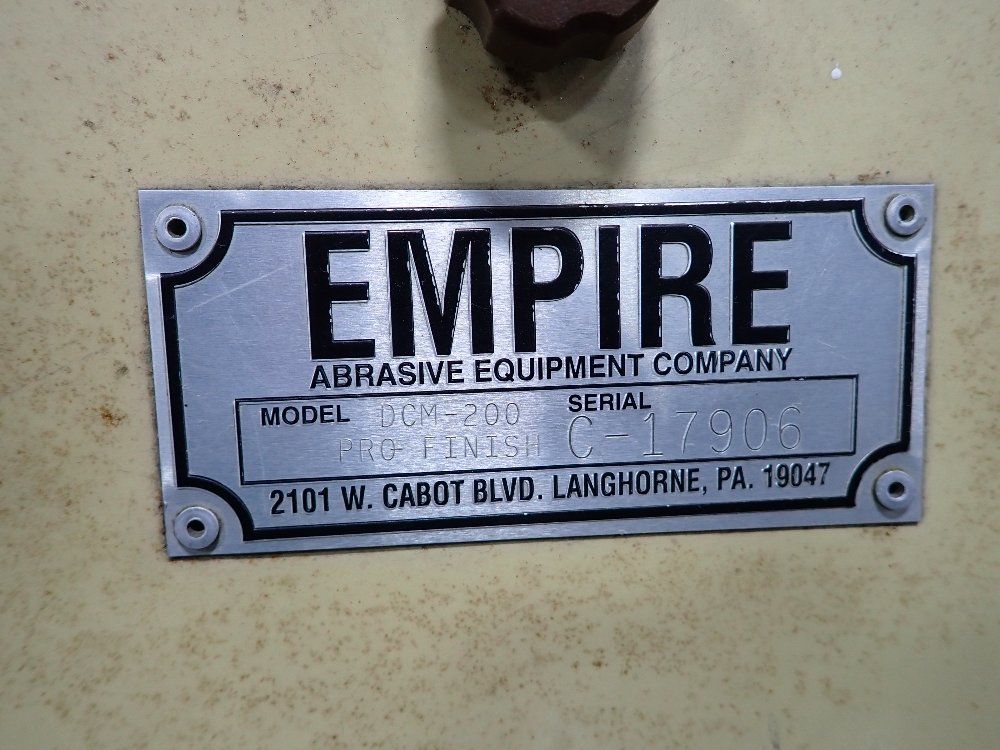 EMPIRE
ABRASIVE EQUIPMENT COMPANY
MODEL DCM-200 SERIAL
PRO- FINISH C-17906
2101 W. CABOT BLVD. LANGHORNE, PA. 19047